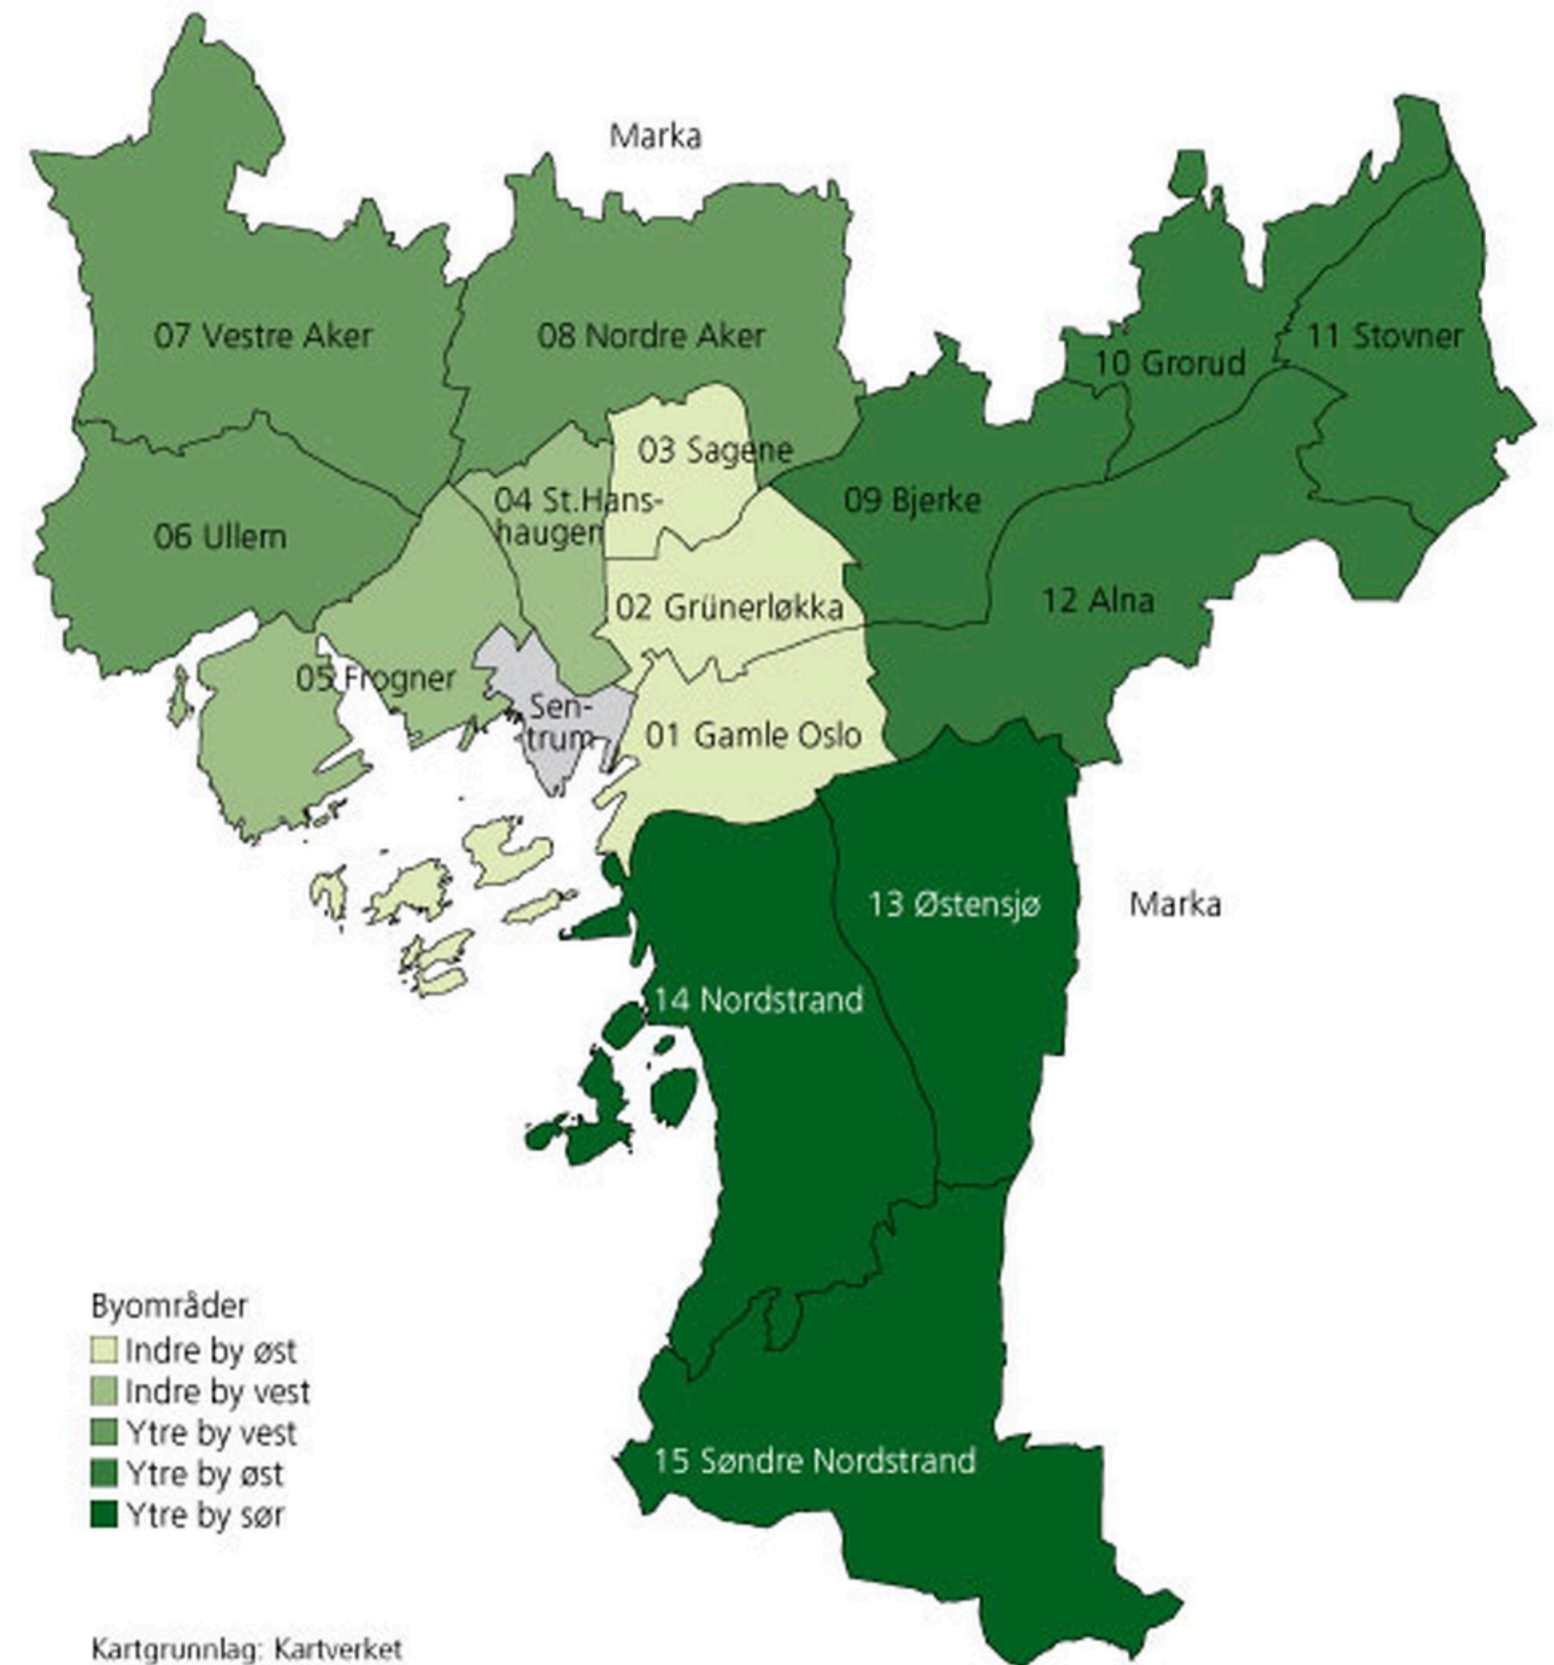 Marka
07 Vestre Aker
08 Nordre Aker
11 Stovner
10 Grorud
03 Sagene
04 St.Hans-
haugen
09 Bjerke
06 Ullern
02 Grünerløkka
12 Alna
05 Frogner
Sen-
trum
01 Gamle Oslo
13 Østensjø
Marka
14 Nordstrand
15 Søndre Nordstrand
Byområder
Indre by øst
Indre by vest
Ytre by vest
Ytre by øst
Ytre by sør
Kartgrunnlag: Kartverket